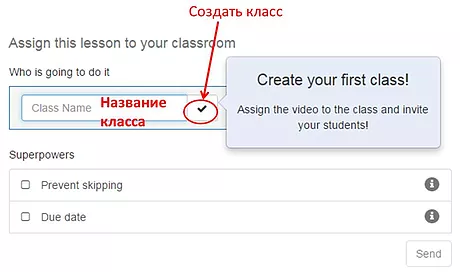 Создать класс
Assign this lesson to your classroom
Who is going to do it
Class Name
Название
класса
Create your first class!
Assign the video to the class and invite
your students!
Superpowers
Prevent skipping
Due date
Send